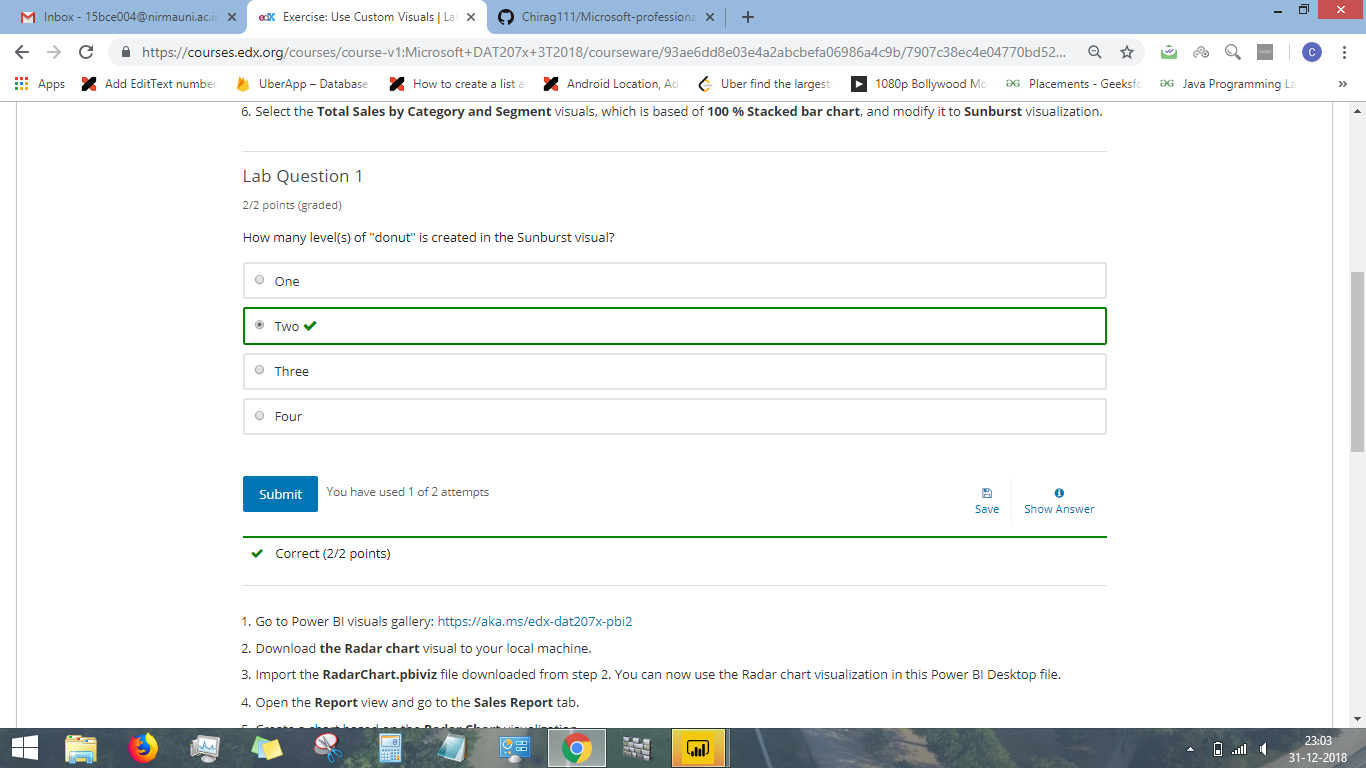 Inbox - 15bce004@nirmauni.ac.i
edX Exercise: Use Custom Visuals | La
Chirag111/Microsoft-professiona
https://courses.edx.org/courses/course-v1:Microsoft+DAT207x+3T2018/courseware/93ae6dd8e03e4a2abcbefa06986a4c9b/7907c38ec4e04770bd52...
C
Apps
Add EditText number
UberApp – Database
How to create a list a
Android Location, Ad
Uber find the largest
1080p Bollywood Mo
Placements - Geeksfo
Java Programming La
»
6. Select the Total Sales by Category and Segment visuals, which is based of 100 % Stacked bar chart, and modify it to Sunburst visualization.
Lab Question 1
2/2 points (graded)
How many level(s) of "donut" is created in the Sunburst visual?
One
Two
Three
Four
Submit
You have used 1 of 2 attempts
Save
Show Answer
Correct (2/2 points)
1. Go to Power BI visuals gallery: https://aka.ms/edx-dat207x-pbi2
2. Download the Radar chart visual to your local machine.
3. Import the RadarChart.pbiviz file downloaded from step 2. You can now use the Radar chart visualization in this Power BI Desktop file.
4. Open the Report view and go to the Sales Report tab.
5. Create a chart based on the Radar Chart visualization
23:03
31-12-2018